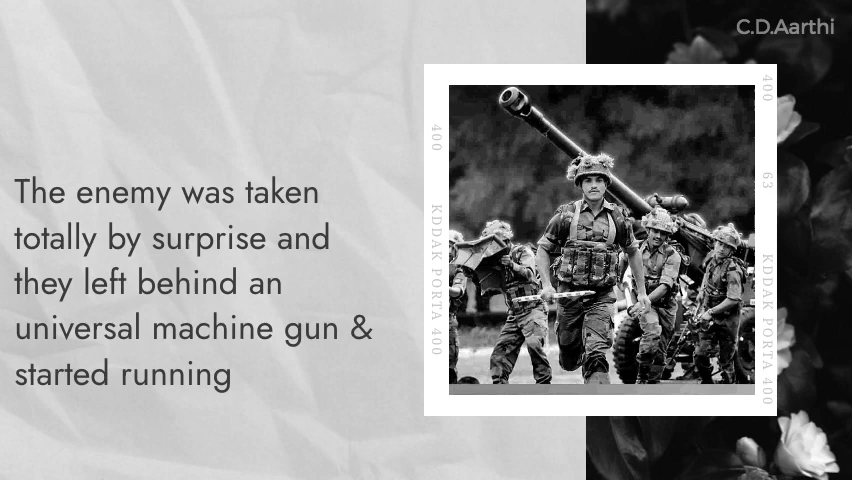 C.D.Aarthi
The enemy was taken
totally by surprise and
they left behind an
universal machine gun &
started running
400
KDDAK PORTA 400
400
63
KDDAK PORTA 400